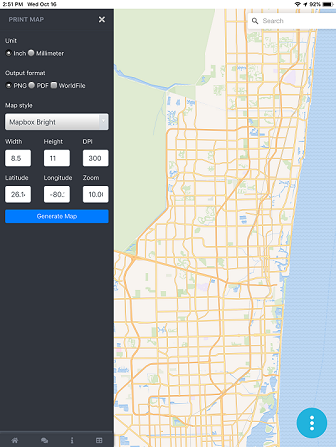 2:51 PM Wed Oct 16
92%
PRINT MAP
Search
Unit
Inch Millimeter
Output format
PNG PDF WorldFile
Map style
Mapbox Bright
Width Height DPI
8.5 11 300
Latitude Longitude Zoom
26.1 -80. 10.0
Generate Map